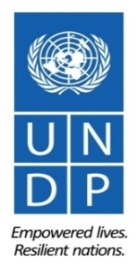 U N
D P
Empowered lives.
Resilient nations.